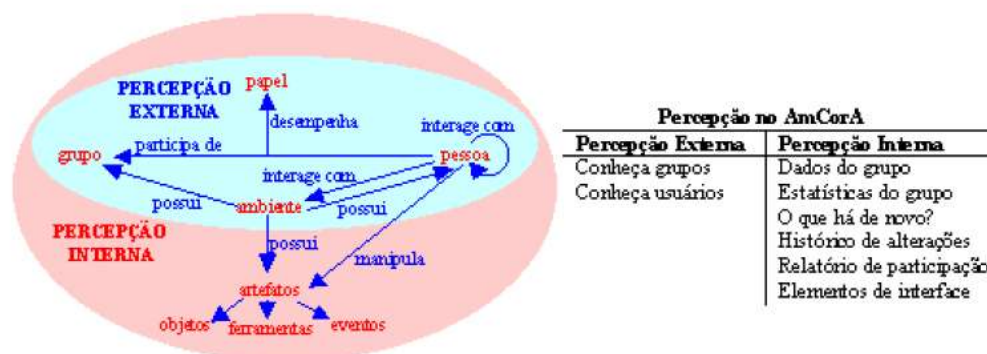 papel
PERCEPÇÃO
EXTERNA
desempenha
interage com
grupo
participa de
pessoa
interage com
possui
ambiente
possui
PERCEPÇÃO
INTERNA
possui
manipula
artefatos
objetos
ferramentas
eventos
Percepção no AmCorA
Percepção Externa Percepção Interna
Conheça grupos Dados do grupo
Conheça usuários Estatísticas do grupo
O que há de novo?
Histórico de alterações
Relatório de participação
Elementos de interface